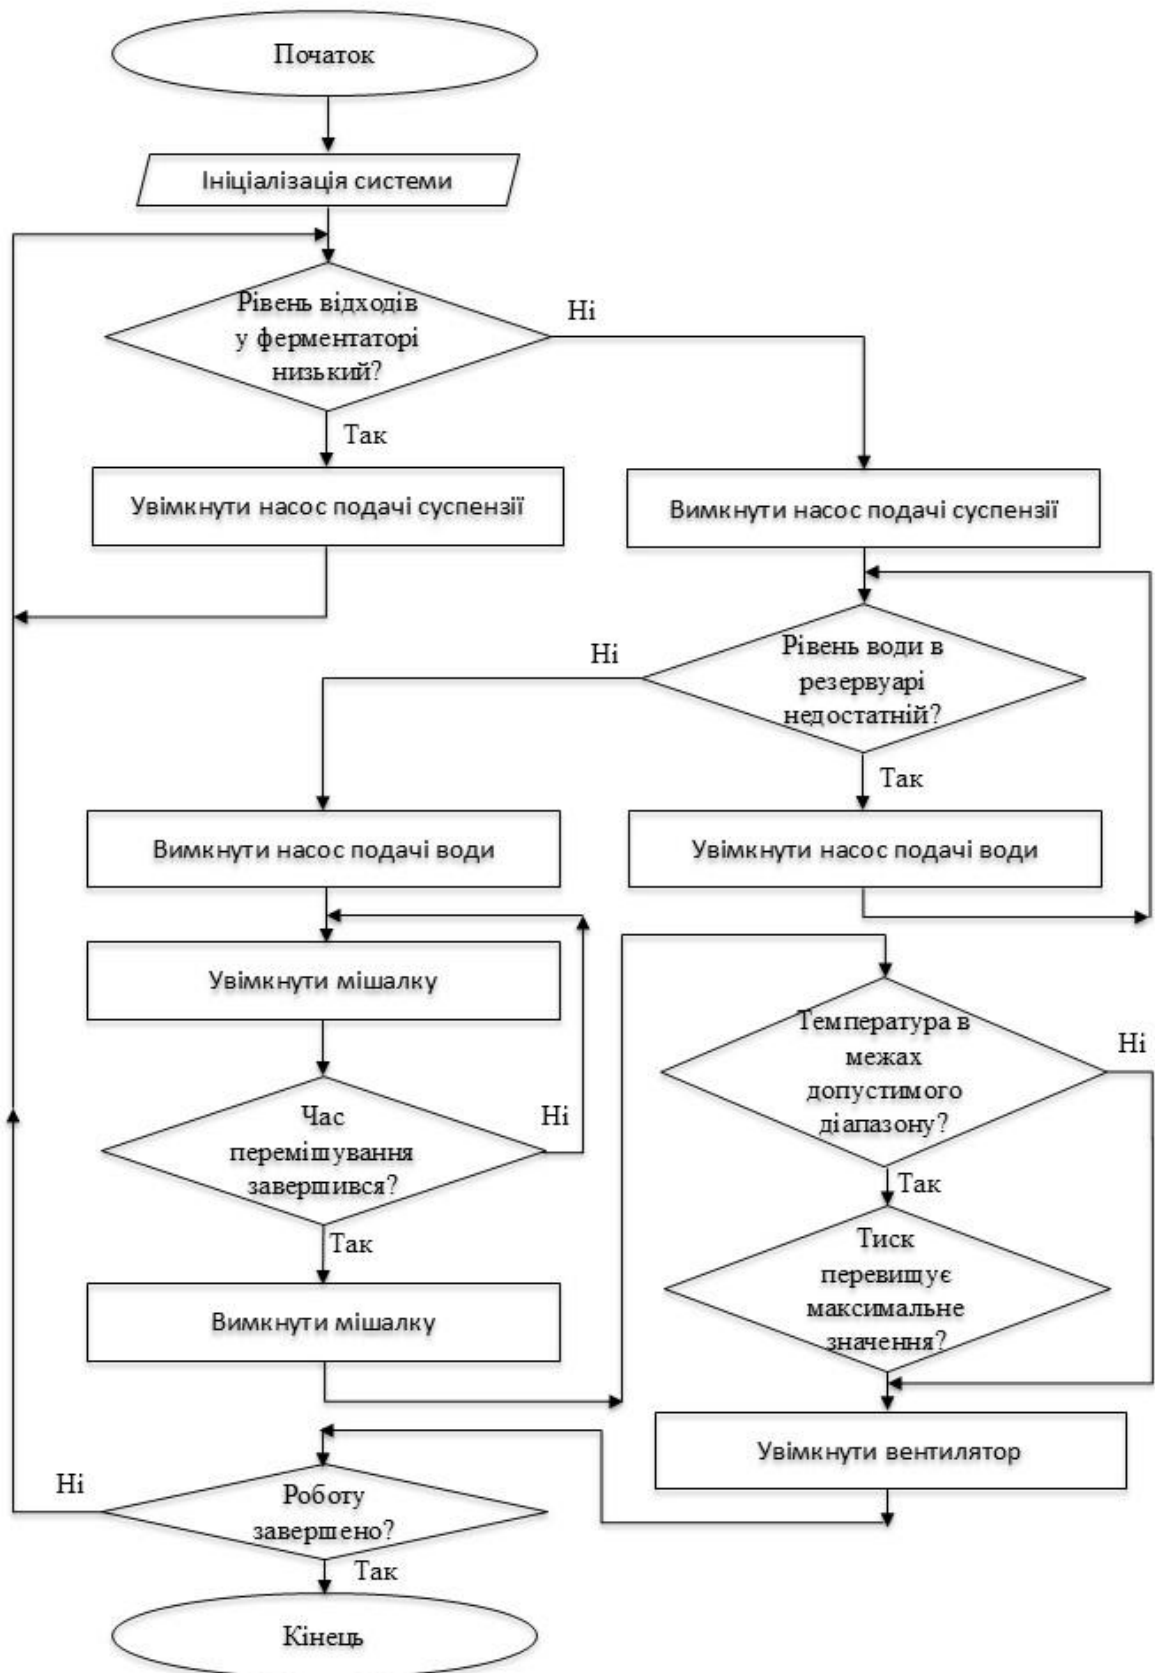 Початок
Ініціалізація системи
Рівень відходів
у ферментаторі
низький?
Ні
Так
Увімкнути насос подачі суспензії
Вимкнути насос подачі суспензії
Рівень води в
резервуарі
недостатній?
Ні
Так
Вимкнути насос подачі води
Увімкнути насос подачі води
Увімкнути мішалку
Час
перемішування
завершився?
Ні
Так
Вимкнути мішалку
Температура в
межах
допустимого
діапазону?
Ні
Так
Тиск
перевищує
максимальне
значення?
Увімкнути вентилятор
Роботу
завершено?
Ні
Так
Кінець